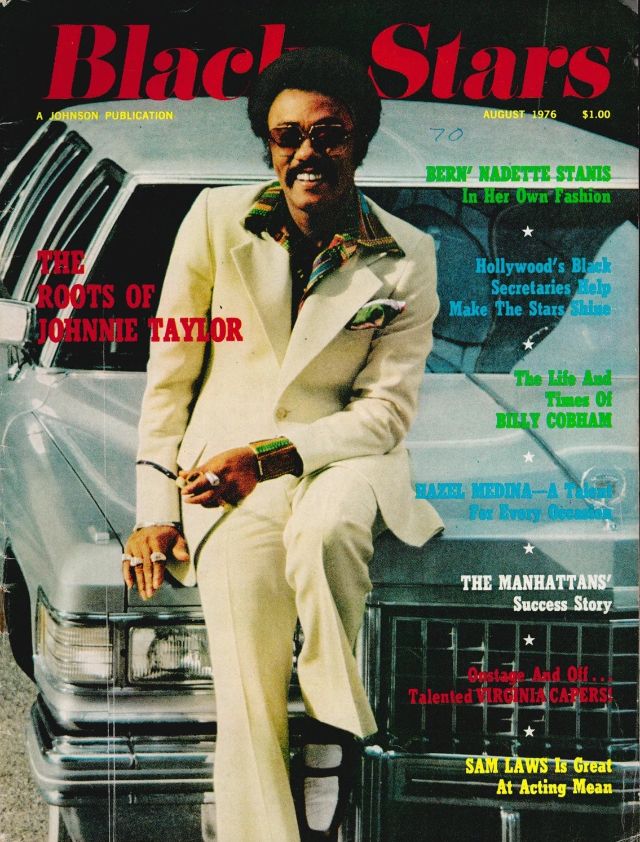 Black Stars
A JOHNSON PUBLICATION
AUGUST 1976 $1.00
70
BERN' NADETTE STANIS
In Her Own Fashion
Hollywood's Black
Secretaries Help
Make The Stars Shine
THE
ROOTS OF
JOHNNIE TAYLOR
The Life And
Times Of
BILLY COBHAM
HAZEL MEDINA—A Talent
For Every Occasion
THE MANHATTANS'
Success Story
Onstage And Off...
Talented VIRGINIA CAPERS!
SAM LAWS Is Great
At Acting Mean